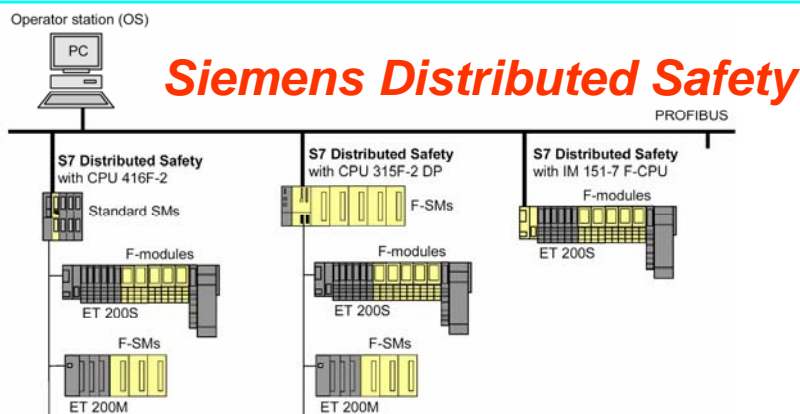 Operator station (OS)
PC
Siemens Distributed Safety
PROFIBUS
S7 Distributed Safety
with CPU 416F-2
Standard SMs
F-modules
ET 200S
F-SMs
ET 200M
S7 Distributed Safety
with CPU 315F-2 DP
F-SMs
F-modules
ET 200S
F-SMs
ET 200M
S7 Distributed Safety
with IM 151-7 F-CPU
F-modules
ET 200S